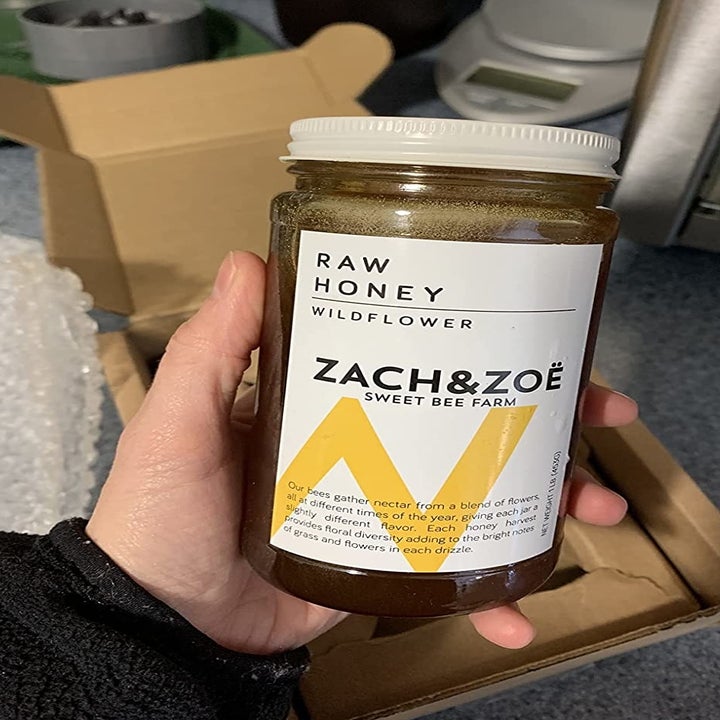 RAW
HONEY
WILDFLOWER
ZACH&ZOË
SWEET BEE FARM
Our bees gather nectar from a blend of flowers,
all at different times of the year, giving each jar a
slightly different flavor. Each honey harvest
provides floral diversity adding to the bright notes
of grass and flowers in each drizzle.
NET WEIGHT 1 LB. (453G)